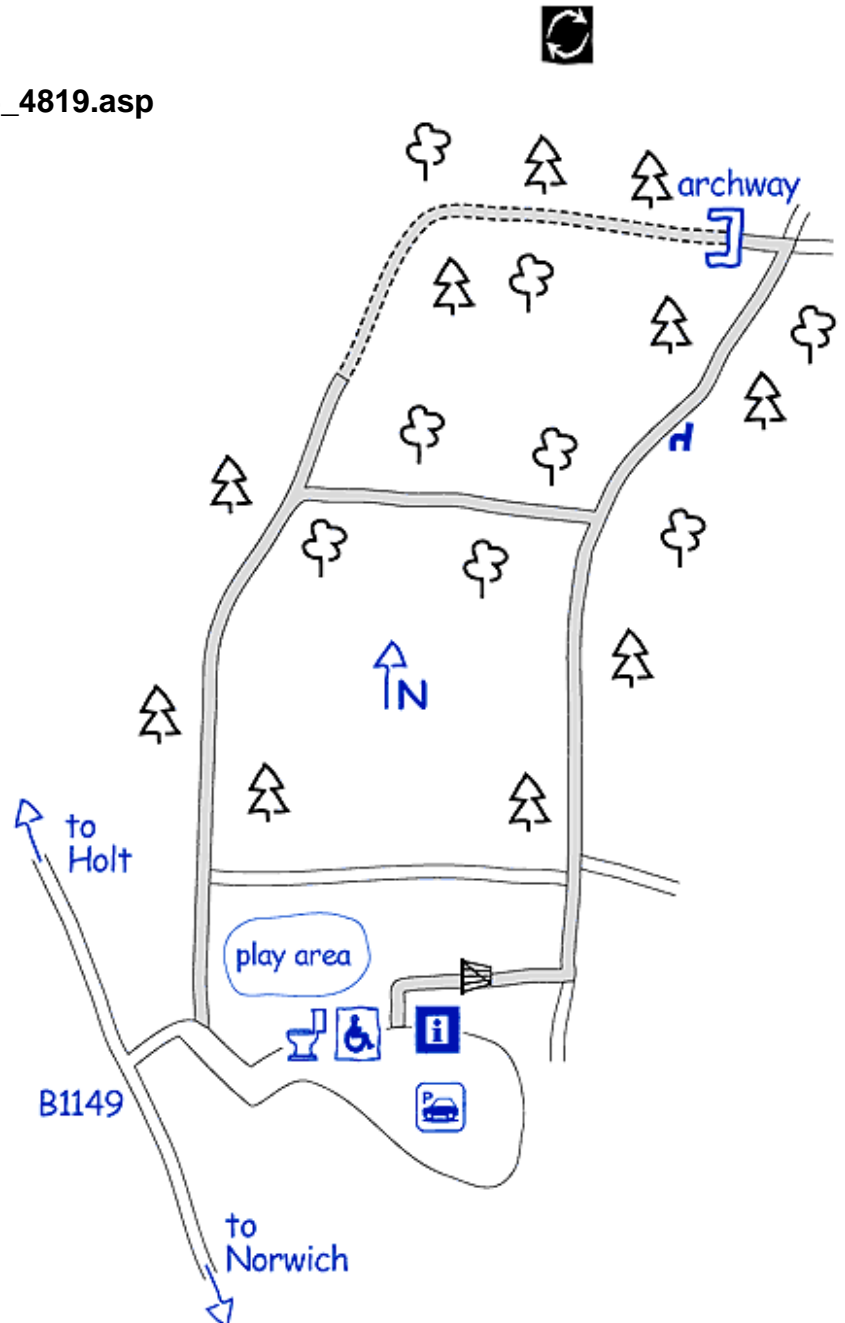 _4819.asp
archway
N
to
Holt
play area
i
P
B1149
to
Norwich